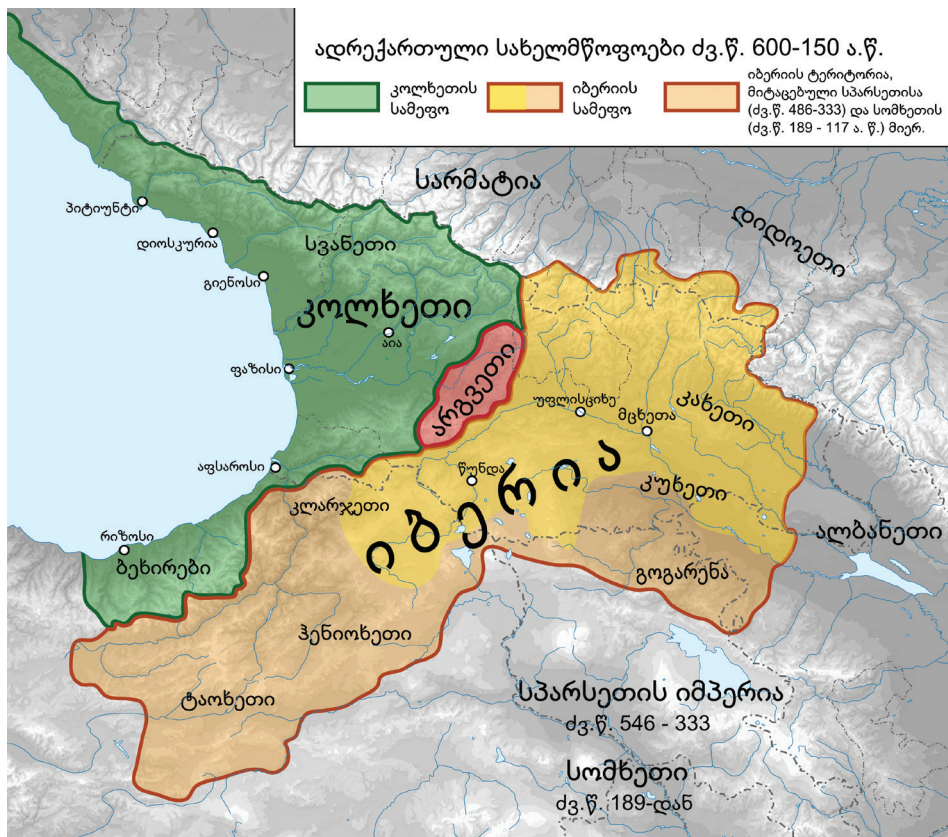 ადრექართული სახელმწოფოები ძვ.წ. 600-150 ა.წ.
კოლხეთის
სამეფო
იბერიის
სამეფო
იბერიის ტერიტორია,
მიტაცებული სპარსეთისა
(ძვ.წ. 486-333) და სომხეთის
(ძვ.წ. 189 - 117 ა. წ.) მიერ.
სარმატია
დიდოეთი
პიტიუნტი
დიოსკურია
სვანეთი
გიენოსი
კოლხეთი
აია
ფაზისი
არგვეთი
უფლისციხე
მცხეთა
კახეთი
აფსაროსი
წუნდა
იბერია
კუხეთი
კლარჯეთი
ალბანეთი
რიზოსი
ბეხირები
გოგარენა
ჰენიოხეთი
ტაოხეთი
სპარსეთის იმპერია
ძვ.წ. 546 - 333
სომხეთი
ძვ.წ. 189-დან